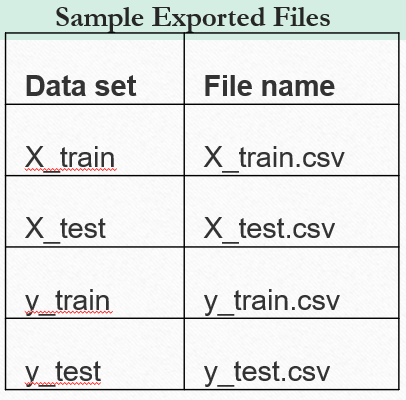 Sample Exported Files
Data set File name
X_train X_train.csv
X_test X_test.csv
y_train y_train.csv
y_test y_test.csv